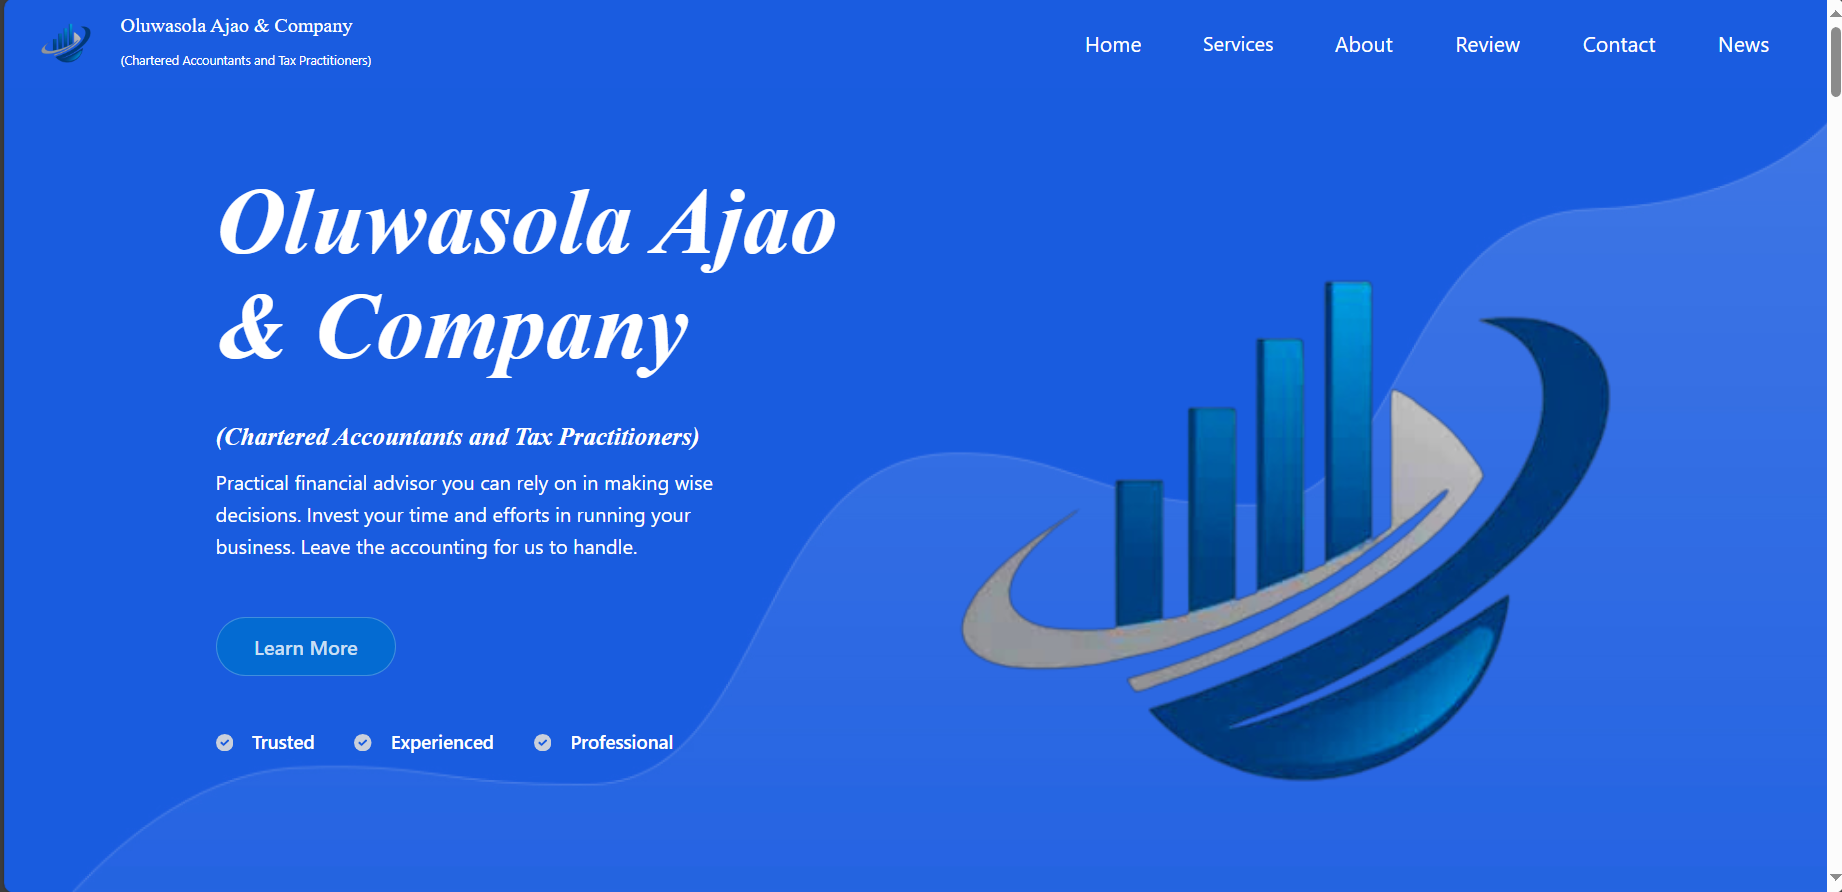 Oluwasola Ajao & Company
(Chartered Accountants and Tax Practitioners)
Home Services About Review Contact News
Oluwasola Ajao
& Company
(Chartered Accountants and Tax Practitioners)
Practical financial advisor you can rely on in making wise
decisions. Invest your time and efforts in running your
business. Leave the accounting for us to handle.
Learn More
Trusted Experienced Professional